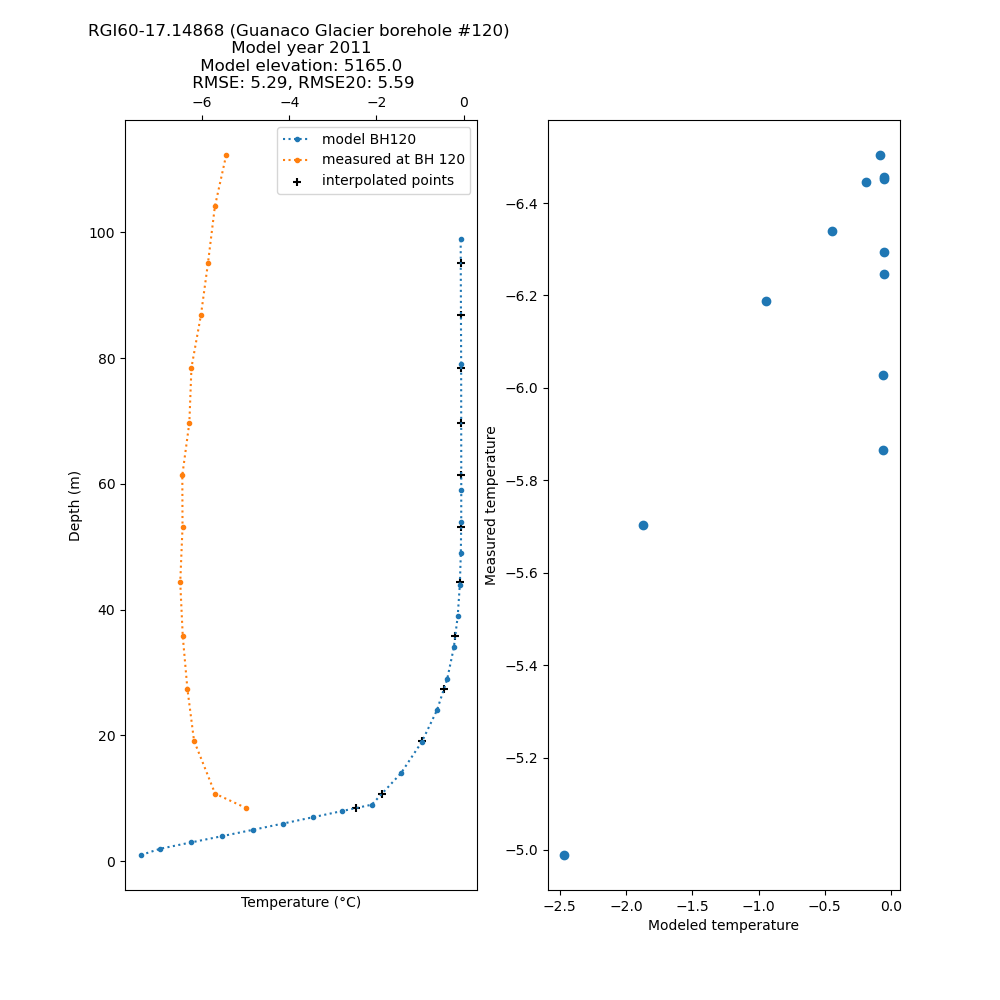 RGI60-17.14868 (Guanaco Glacier borehole #120)
Model year 2011
Model elevation: 5165.0
RMSE: 5.29, RMSE20: 5.59
−6 −4 −2 0
model BH120
measured at BH 120
interpolated points
100
80
60
40
20
0
Depth (m)
Temperature (°C)
−6.4
−6.2
−6.0
−5.8
−5.6
−5.4
−5.2
−5.0
Measured temperature
−2.5 −2.0 −1.5 −1.0 −0.5 0.0
Modeled temperature